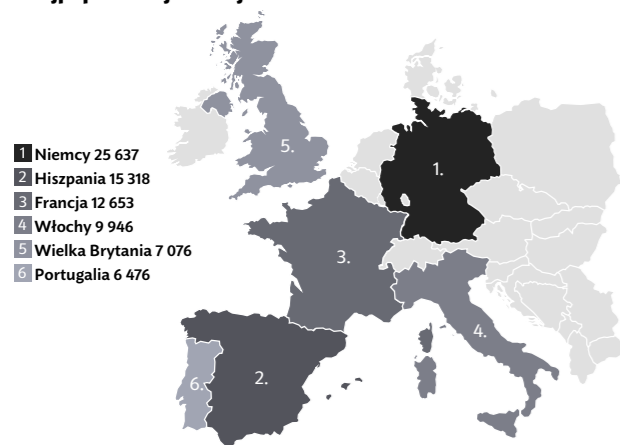 1 Niemcy 25 637
2 Hiszpania 15 318
3 Francja 12 653
4 Włochy 9 946
5 Wielka Brytania 7 076
6 Portugalia 6 476
5.
1.
3.
4.
2.
6.